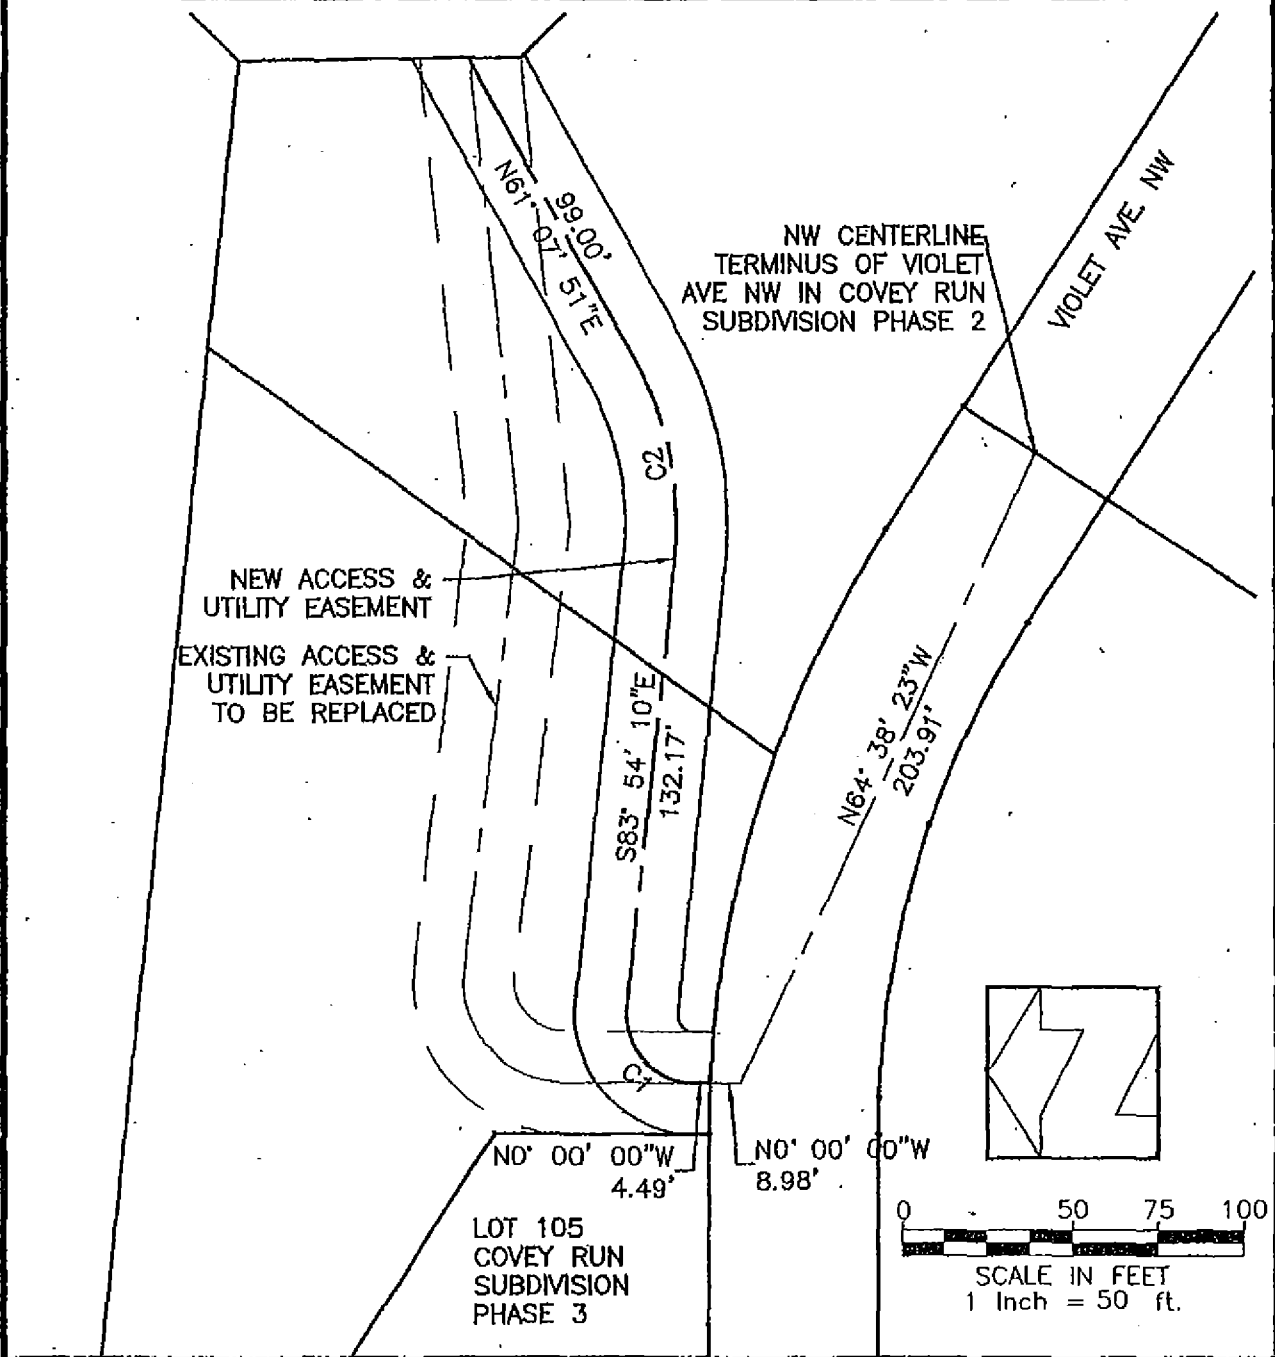 N61° 07' 51"E
99.00'
NW CENTERLINE
TERMINUS OF VIOLET
AVE NW IN COVEY RUN
SUBDIVISION PHASE 2
VIOLET AVE. NW
C2
NEW ACCESS &
UTILITY EASEMENT
EXISTING ACCESS &
UTILITY EASEMENT
TO BE REPLACED
S83° 54' 10"E
132.17'
N64° 38' 23"W
203.91'
C1
N0° 00' 00"W
4.49'
N0° 00' 00"W
8.98'
LOT 105
COVEY RUN
SUBDIVISION
PHASE 3
Z
0 50 75 100
SCALE IN FEET
1 Inch = 50 ft.